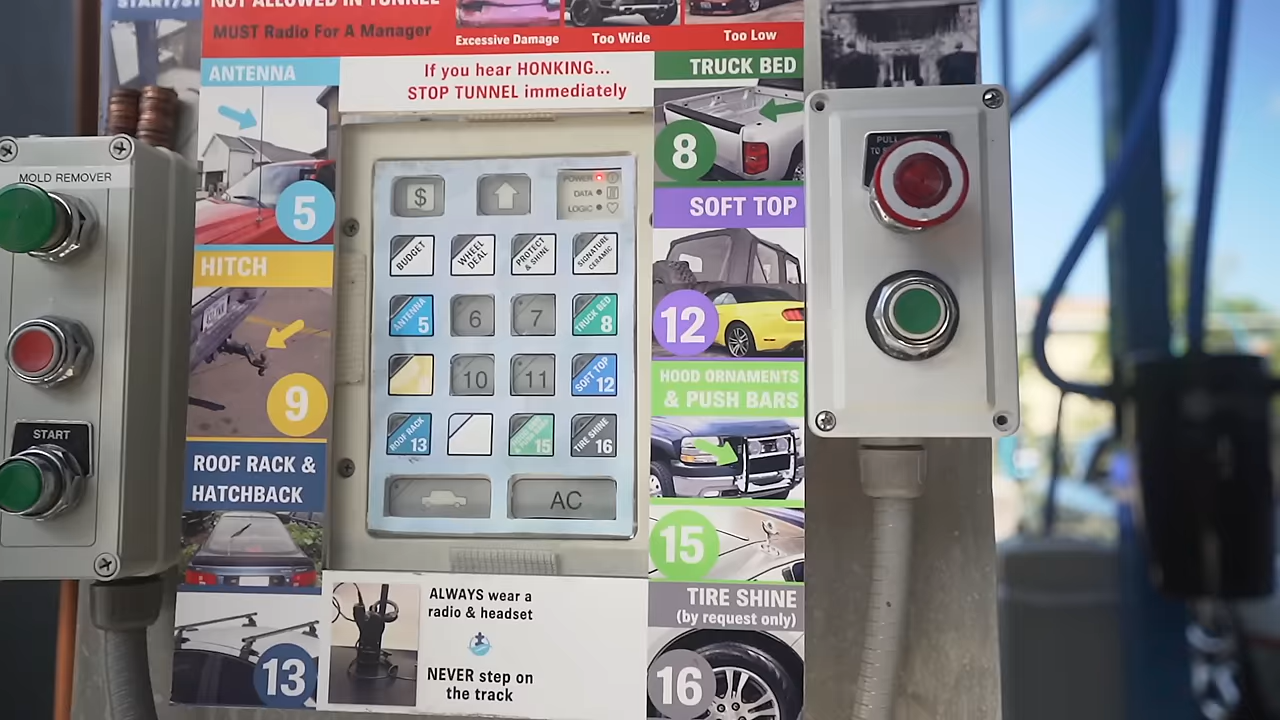 START/ST
NOT ALLOWED IN TUNNEL
MUST Radio For A Manager
Excessive Damage
Too Wide
Too Low
ANTENNA
5
If you hear HONKING...
STOP TUNNEL immediately
TRUCK BED
8
MOLD REMOVER
START
HITCH
9
ROOF RACK &
HATCHBACK
13
$
POWER
DATA
LOGIC
BUDGET
WHEEL
DEAL
PROTECT
& SHINE
SIGNATURE
CERAMIC
ANTENNA
5
6
7
TRUCK BED
8
10
11
SOFT TOP
12
ROOF RACK
13
15
TIRE SHINE
16
AC
SOFT TOP
12
HOOD ORNAMENTS
& PUSH BARS
15
TIRE SHINE
(by request only)
16
ALWAYS wear a
radio & headset
NEVER step on
the track
PULL
TO